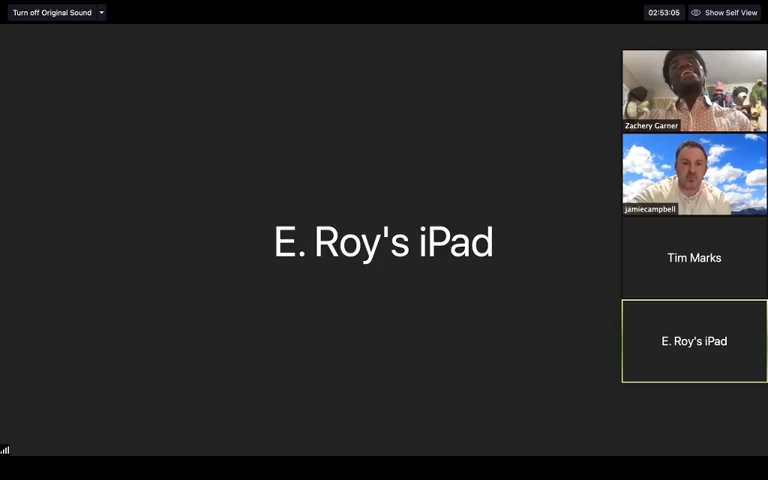 Turn off Original Sound
02:53:05
Show Self View
Zachery Garner
jamiecampbell
Tim Marks
E. Roy's iPad
E. Roy's iPad